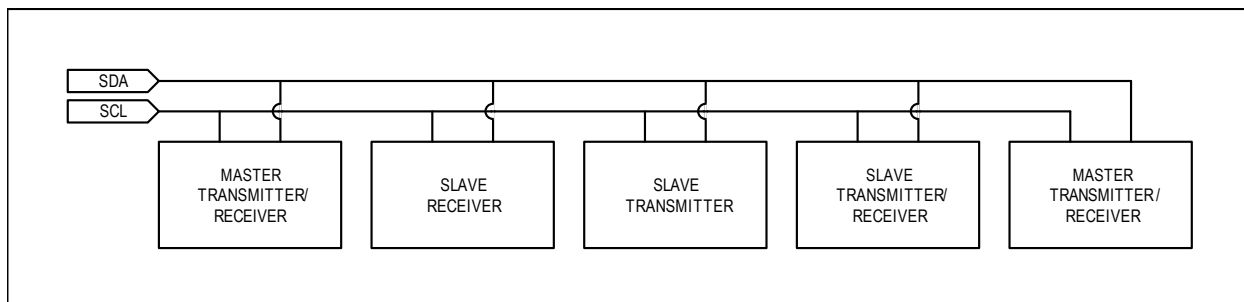 SDA
SCL
MASTER
TRANSMITTER/
RECEIVER
SLAVE
RECEIVER
SLAVE
TRANSMITTER
SLAVE
TRANSMITTER/
RECEIVER
MASTER
TRANSMITTER/
RECEIVER